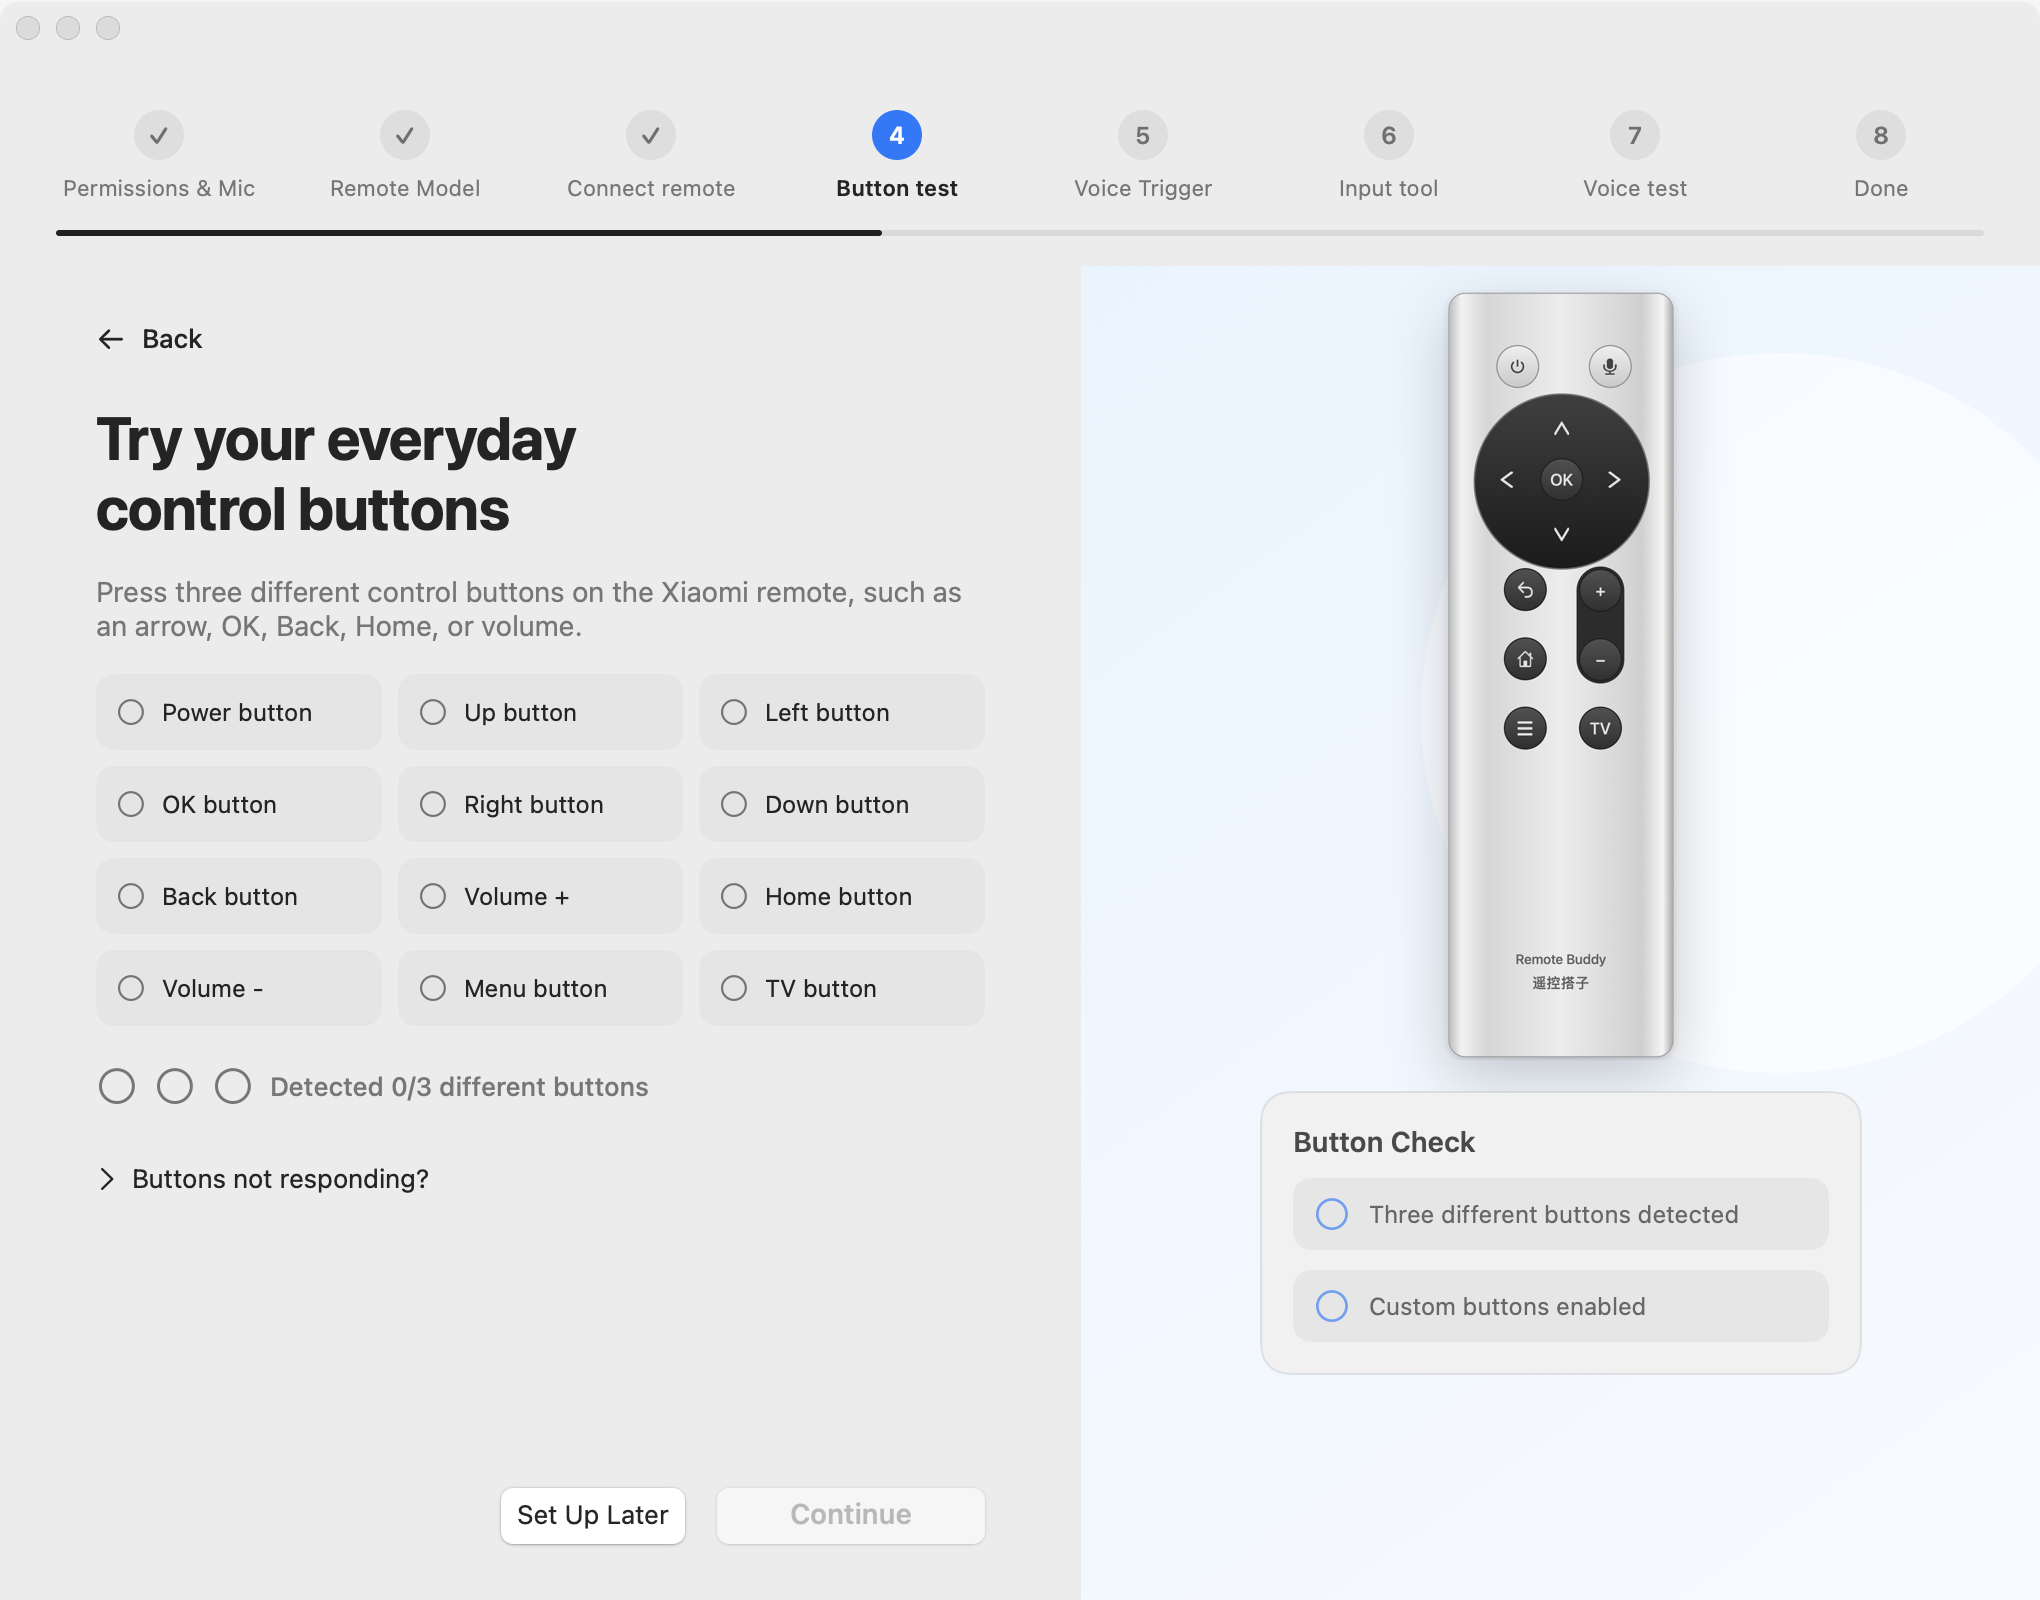 4
5
6
7
8
Permissions & Mic
Remote Model
Connect remote
Button test
Voice Trigger
Input tool
Voice test
Done
Back
Try your everyday
control buttons
Press three different control buttons on the Xiaomi remote, such as
an arrow, OK, Back, Home, or volume.
Power button
Up button
Left button
OK button
Right button
Down button
Back button
Volume +
Home button
Volume -
Menu button
TV button
Detected 0/3 different buttons
Buttons not responding?
Set Up Later
Continue
OK
+
−
TV
Remote Buddy
遥控搭子
Button Check
Three different buttons detected
Custom buttons enabled